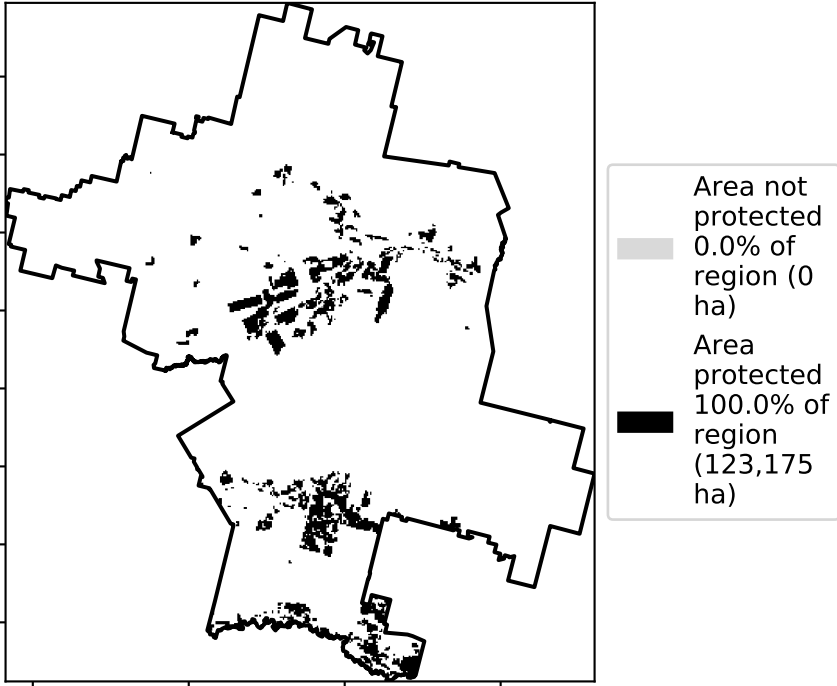 Area not
protected
0.0% of
region (0
ha)
Area
protected
100.0% of
region
(123,175
ha)